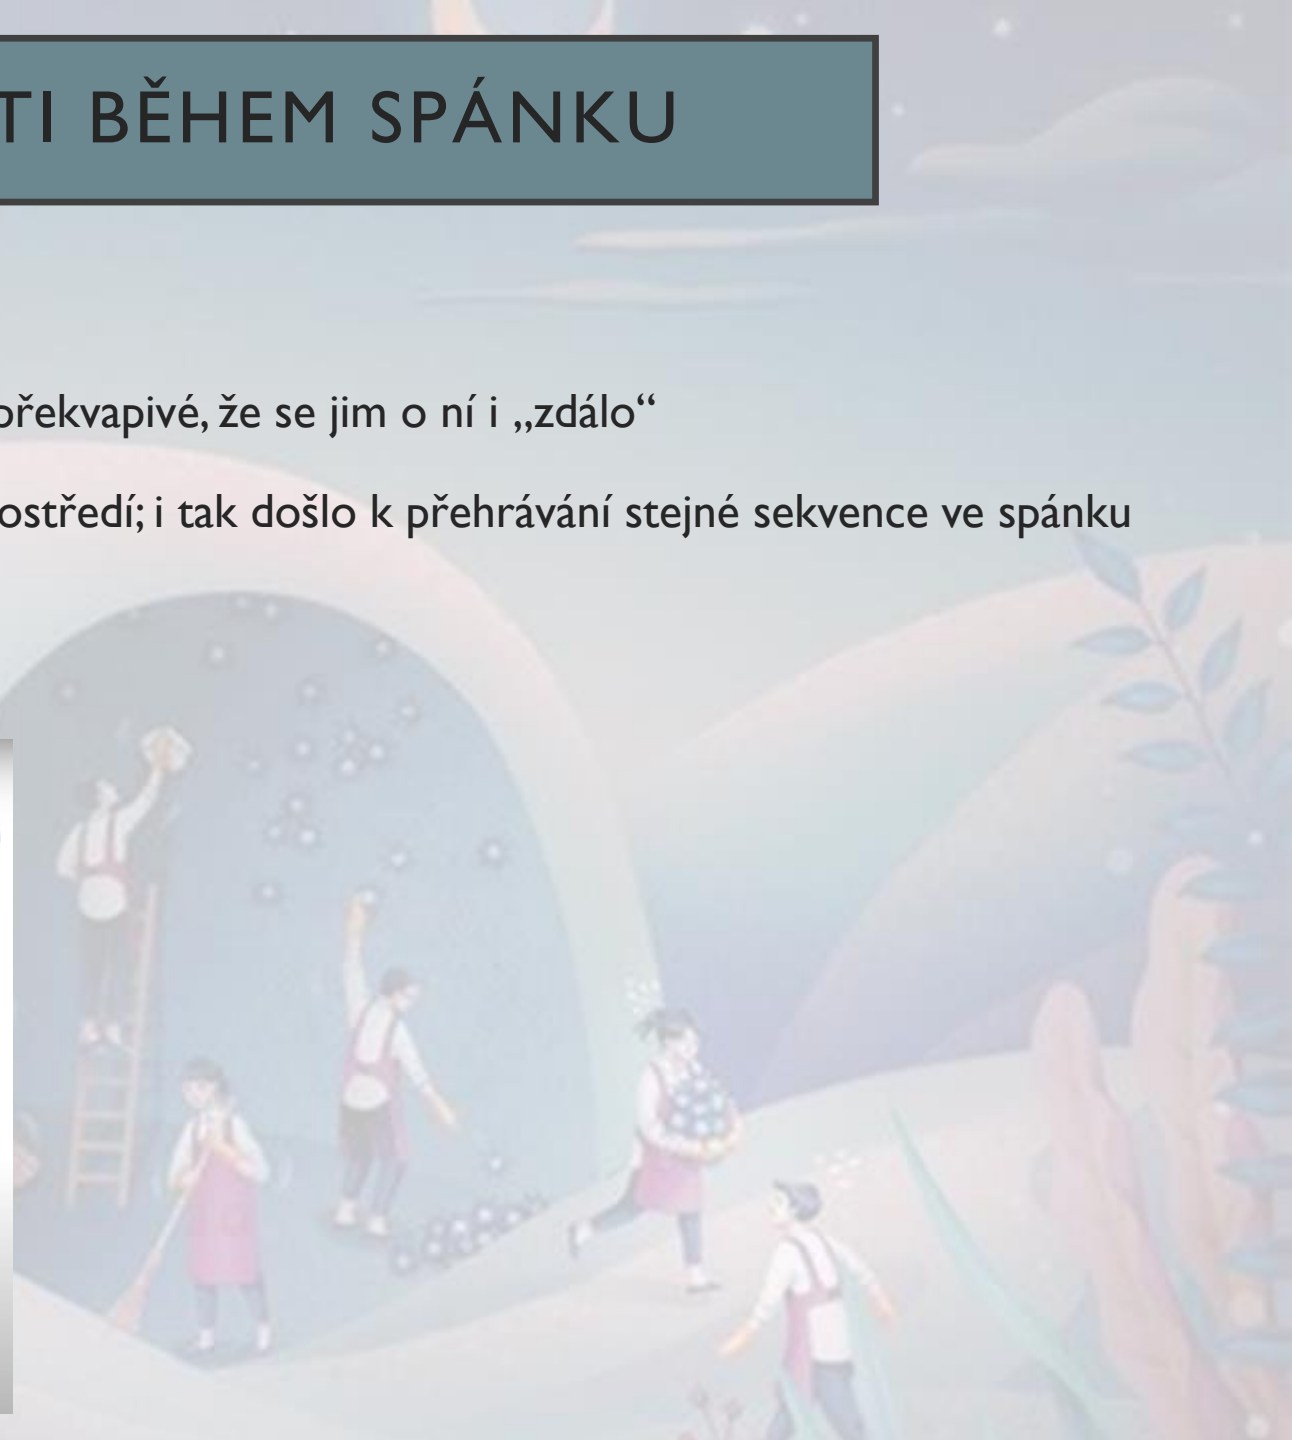 TI BĚHEM SPÁNKU
překvapivé, že se jim o ní i „zdálo“
ostředí; i tak došlo k přehrávání stejné sekvence ve spánku